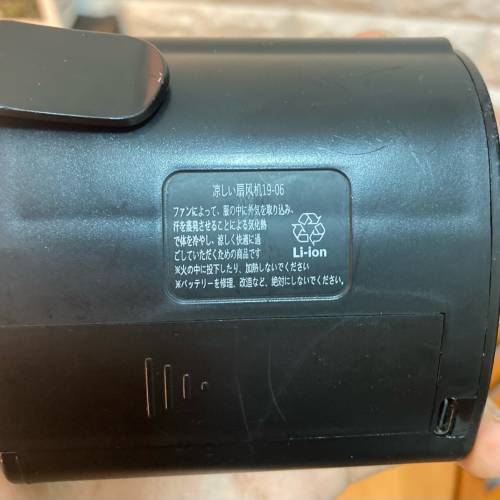 涼しい扇风机19-06
ファンによって、服の中に外気を取り込み、
汗を蒸発させることによる気化熱
で体を冷やし、涼しく快適に過
ごしていただくための商品です
※火の中に投下したり、加熱しないでください
※バッテリーを修理、改造など、絶対にしないでください。
Li-ion